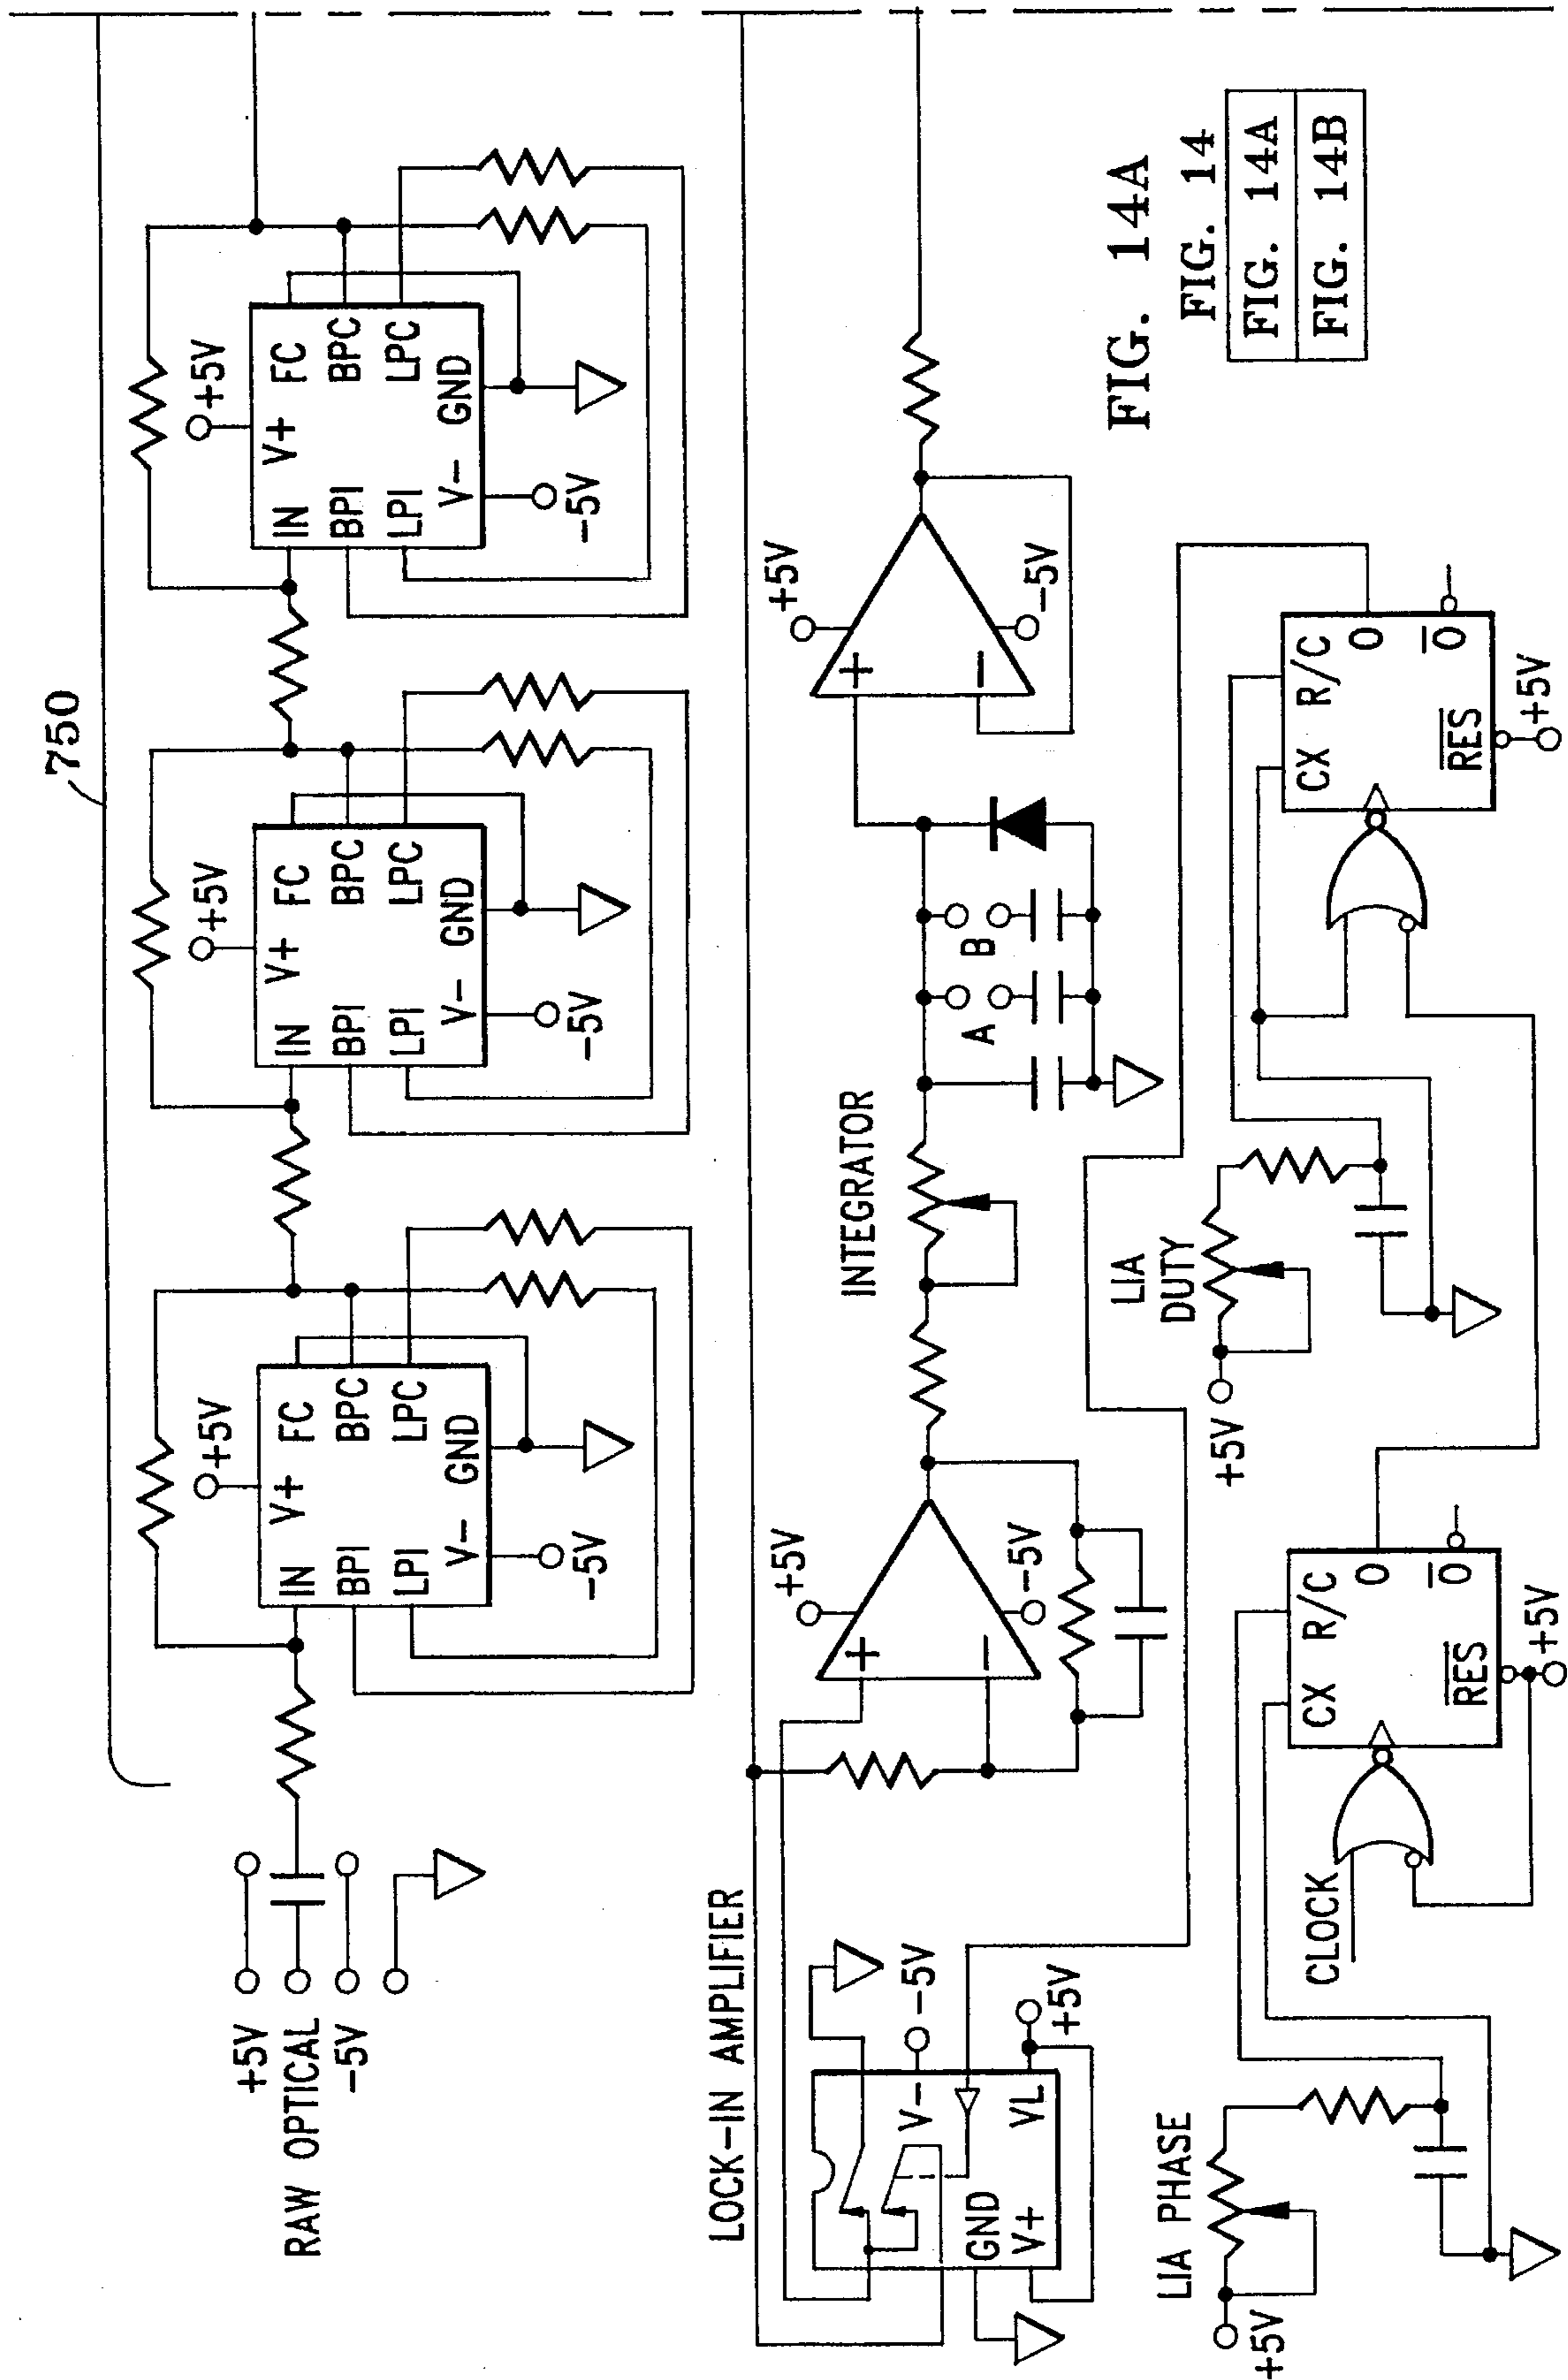 750
+5V
RAW OPTICAL
-5V
+5V
IN
V+
FC
BPI
BPC
LPI
LPC
V-
GND
-5V
+5V
IN
V+
FC
BPI
BPC
LPI
LPC
V-
GND
-5V
+5V
IN
V+
FC
BPI
BPC
LPI
LPC
V-
GND
-5V
LOCK-IN AMPLIFIER
V-
-5V
GND
V+
VL
+5V
+5V
+
-
-5V
INTEGRATOR
A
B
+5V
+
-
-5V
LIA PHASE
+5V
CLOCK
CX
R/C
O
O
RES
+5V
LIA
DUTY
+5V
CX
R/C
O
O
RES
+5V
FIG. 14A
FIG. 14
FIG. 14A
FIG. 14B